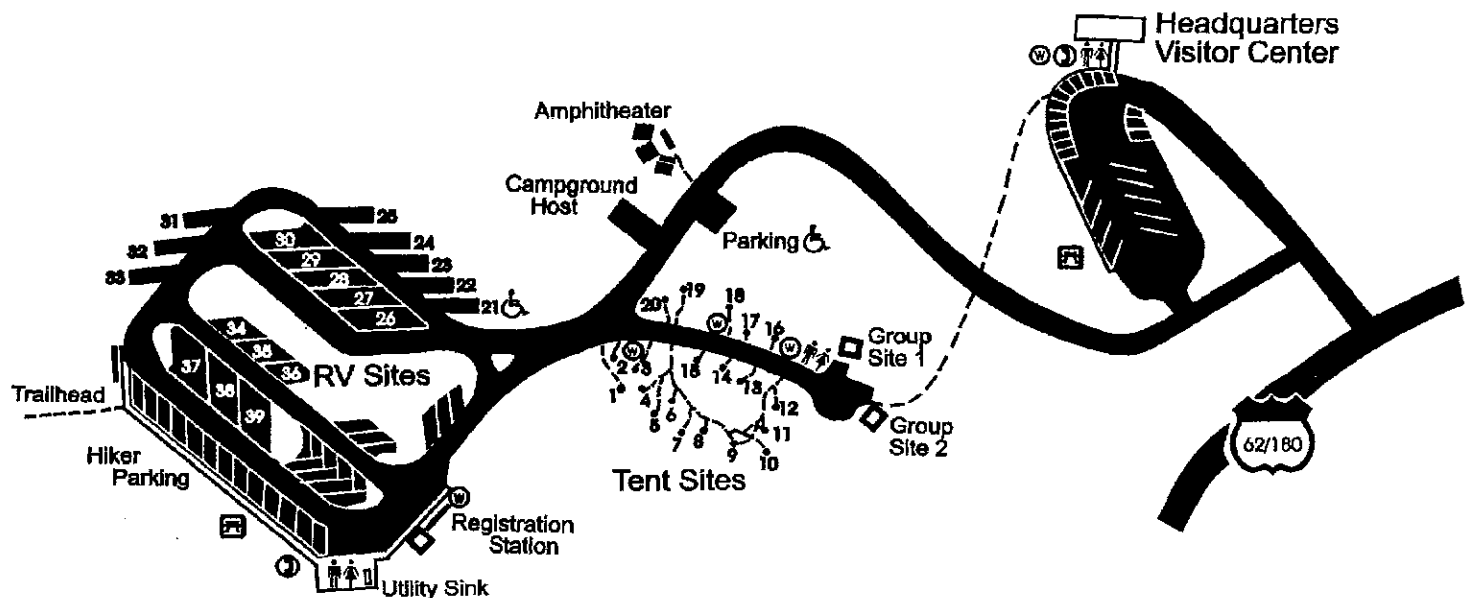 Headquarters
Visitor Center
W
Amphitheater
Campground
Host
Parking
31
32
33
25
24
23
22
21
30
29
28
27
26
34
35
36
37
38
39
RV Sites
Trailhead
Hiker
Parking
W
Registration
Station
Utility Sink
20
19
18
17
16
W
W
W
Group
Site 1
Group
Site 2
1
2
3
4
5
6
7
8
9
10
11
12
13
14
15
Tent Sites
62/180